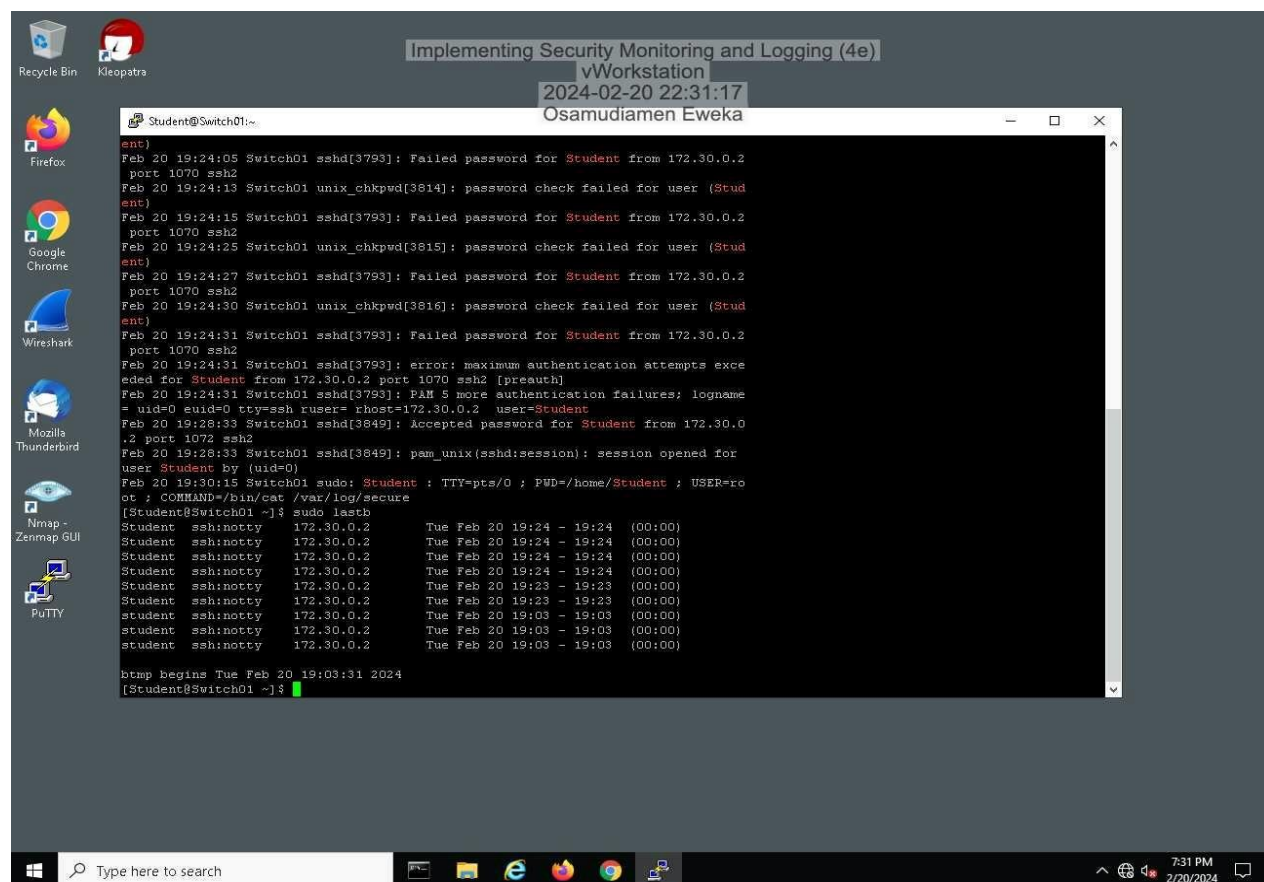 Implementing Security Monitoring and Logging (4e)
vWorkstation
2024-02-20 22:31:17
Osamudiamen Eweka
Recycle Bin
Kleopatra
Firefox
Google
Chrome
Wireshark
Mozilla
Thunderbird
Nmap -
Zenmap GUI
PuTTY
Student@Switch01:~
ent)
Feb 20 19:24:05 Switch01 sshd[3793]: Failed password for Student from 172.30.0.2
port 1070 ssh2
Feb 20 19:24:13 Switch01 unix_chkpwd[3814]: password check failed for user (Stud
ent)
Feb 20 19:24:15 Switch01 sshd[3793]: Failed password for Student from 172.30.0.2
port 1070 ssh2
Feb 20 19:24:25 Switch01 unix_chkpwd[3815]: password check failed for user (Stud
ent)
Feb 20 19:24:27 Switch01 sshd[3793]: Failed password for Student from 172.30.0.2
port 1070 ssh2
Feb 20 19:24:30 Switch01 unix_chkpwd[3816]: password check failed for user (Stud
ent)
Feb 20 19:24:31 Switch01 sshd[3793]: Failed password for Student from 172.30.0.2
port 1070 ssh2
Feb 20 19:24:31 Switch01 sshd[3793]: error: maximum authentication attempts exce
eded for Student from 172.30.0.2 port 1070 ssh2 [preauth]
Feb 20 19:24:31 Switch01 sshd[3793]: PAM 5 more authentication failures; logname
= uid=0 euid=0 tty=ssh ruser= rhost=172.30.0.2  user=Student
Feb 20 19:28:33 Switch01 sshd[3849]: Accepted password for Student from 172.30.0
.2 port 1072 ssh2
Feb 20 19:28:33 Switch01 sshd[3849]: pam_unix(sshd:session): session opened for
user Student by (uid=0)
Feb 20 19:30:15 Switch01 sudo: Student : TTY=pts/0 ; PWD=/home/Student ; USER=ro
ot ; COMMAND=/bin/cat /var/log/secure
[Student@Switch01 ~]$ sudo lastb
Student  ssh:notty    172.30.0.2       Tue Feb 20 19:24 - 19:24  (00:00)
Student  ssh:notty    172.30.0.2       Tue Feb 20 19:24 - 19:24  (00:00)
Student  ssh:notty    172.30.0.2       Tue Feb 20 19:24 - 19:24  (00:00)
Student  ssh:notty    172.30.0.2       Tue Feb 20 19:24 - 19:24  (00:00)
Student  ssh:notty    172.30.0.2       Tue Feb 20 19:23 - 19:23  (00:00)
Student  ssh:notty    172.30.0.2       Tue Feb 20 19:23 - 19:23  (00:00)
student  ssh:notty    172.30.0.2       Tue Feb 20 19:03 - 19:03  (00:00)
student  ssh:notty    172.30.0.2       Tue Feb 20 19:03 - 19:03  (00:00)
student  ssh:notty    172.30.0.2       Tue Feb 20 19:03 - 19:03  (00:00)
btmp begins Tue Feb 20 19:03:31 2024
[Student@Switch01 ~]$
Type here to search
7:31 PM
2/20/2024